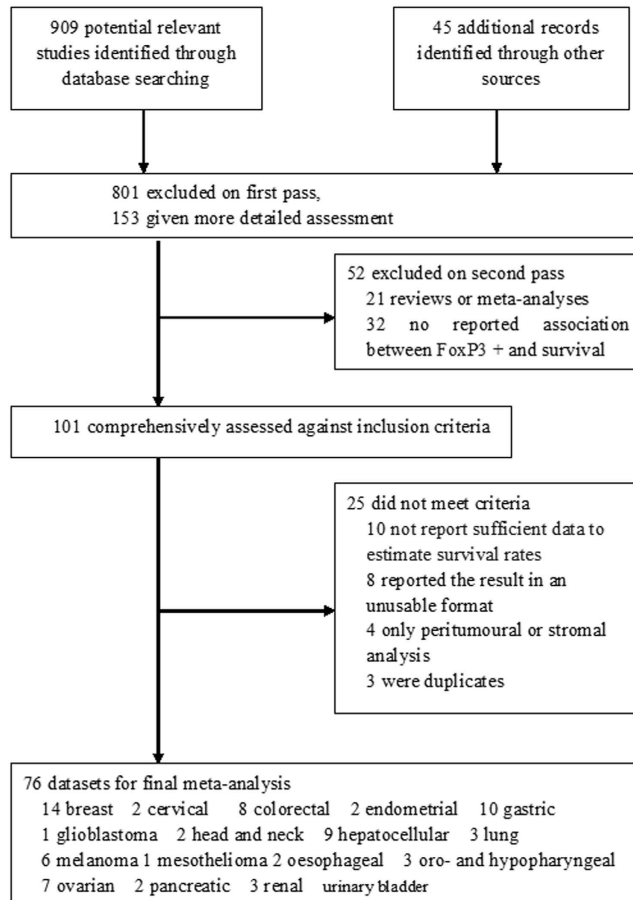 909 potential relevant
studies identified through
database searching
45 additional records
identified through other
sources
801 excluded on first pass,
153 given more detailed assessment
52 excluded on second pass
21 reviews or meta-analyses
32 no reported association
between FoxP3 + and survival
101 comprehensively assessed against inclusion criteria
25 did not meet criteria
10 not report sufficient data to
estimate survival rates
8 reported the result in an
unusable format
4 only peritumoural or stromal
analysis
3 were duplicates
76 datasets for final meta-analysis
14 breast 2 cervical 8 colorectal 2 endometrial 10 gastric
1 glioblastoma 2 head and neck 9 hepatocellular 3 lung
6 melanoma 1 mesothelioma 2 oesophageal 3 oro- and hypopharyngeal
7 ovarian 2 pancreatic 3 renal urinary bladder